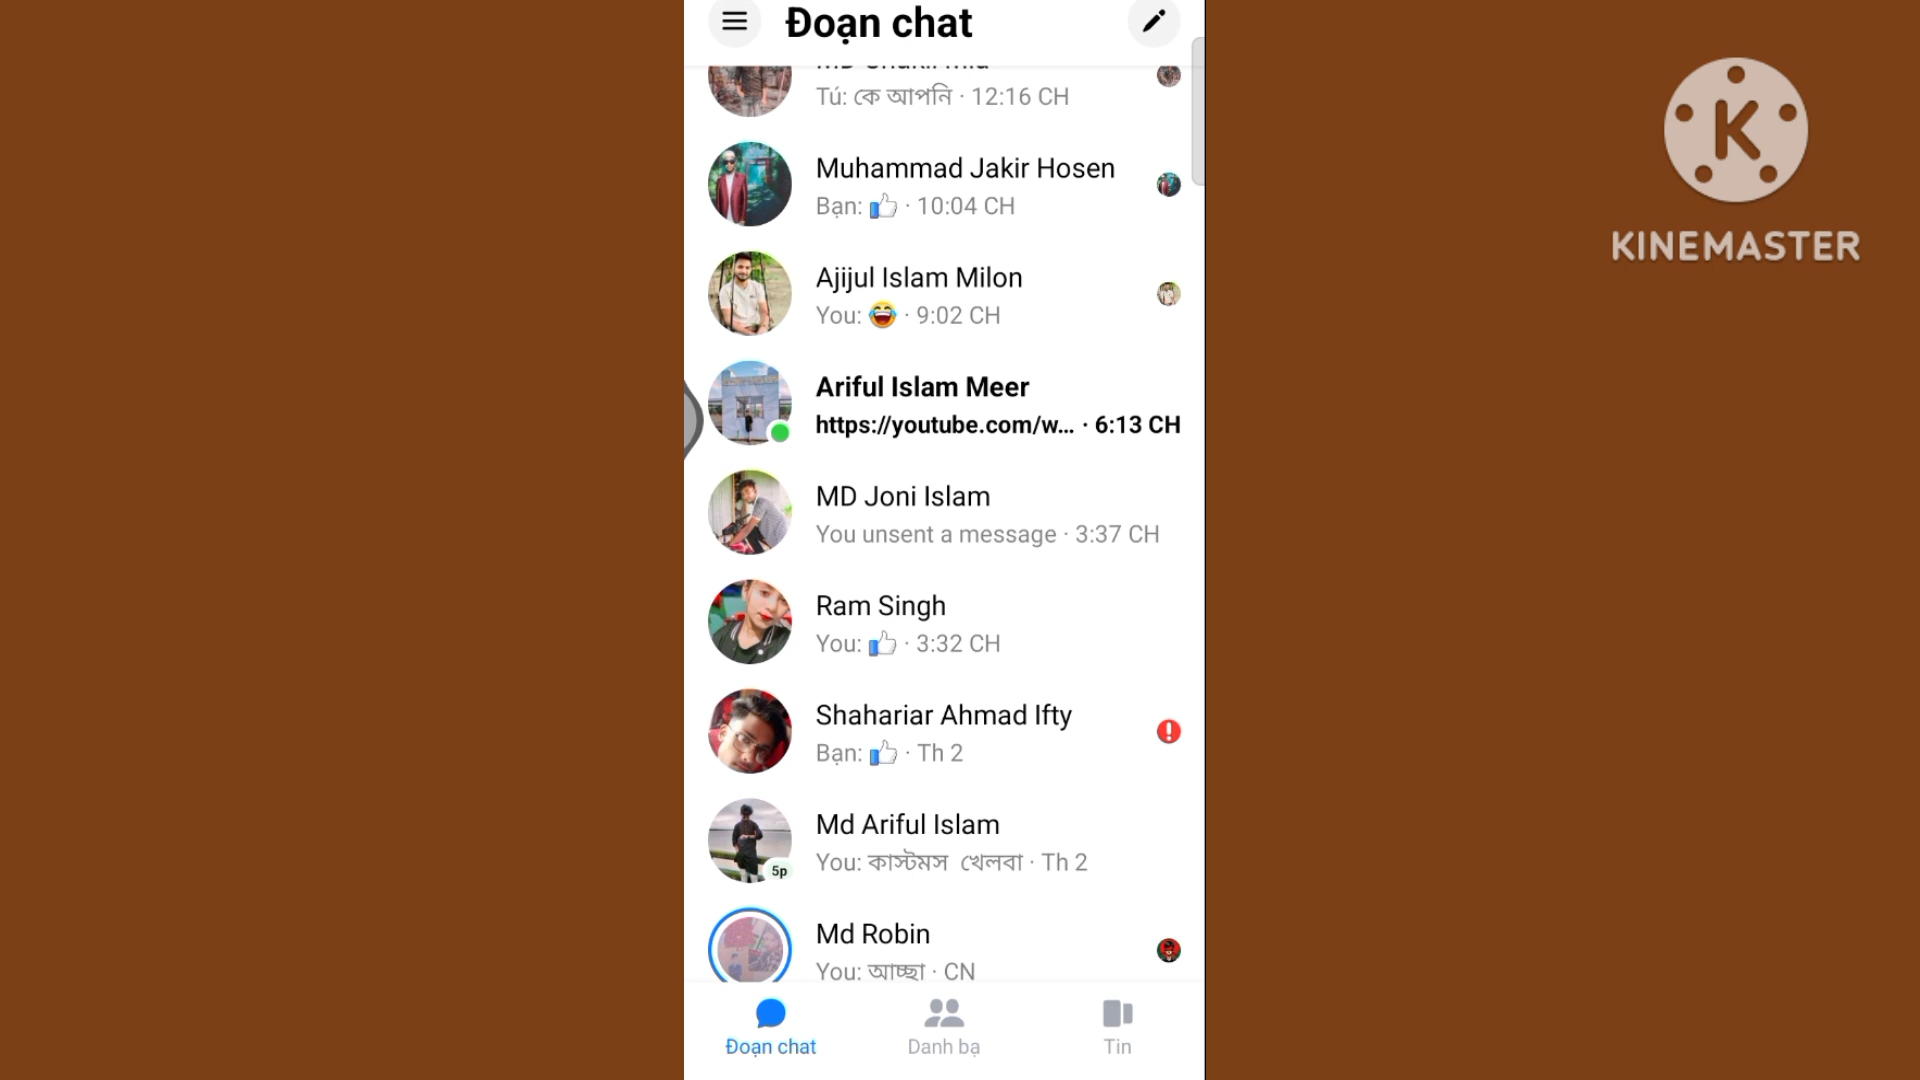 Đoạn chat
Tú: কে আপনি · 12:16 CH
Muhammad Jakir Hosen
Bạn: 👍 · 10:04 CH
Ajijul Islam Milon
You: 😂 · 9:02 CH
Ariful Islam Meer
https://youtube.com/w... · 6:13 CH
MD Joni Islam
You unsent a message · 3:37 CH
Ram Singh
You: 👍 · 3:32 CH
Shahariar Ahmad Ifty
Bạn: 👍 · Th 2
Md Ariful Islam
You: কাস্টমস খেলবা · Th 2
5p
Md Robin
You: আচ্ছা · CN
Đoạn chat
Danh bạ
Tin
K
KINEMASTER